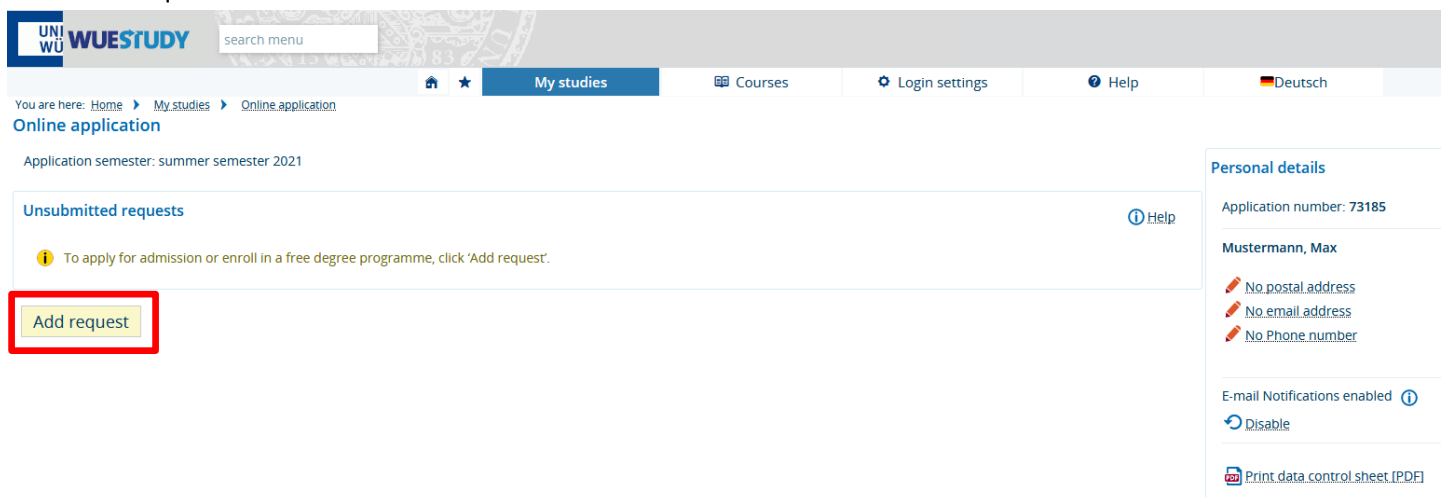 UNI WÜ WUESTUDY
search menu
My studies
Courses
Login settings
Help
Deutsch
You are here: Home My studies Online application
Online application
Application semester: summer semester 2021
Unsubmitted requests
Help
To apply for admission or enroll in a free degree programme, click ‘Add request’.
Add request
Personal details
Application number: 73185
Mustermann, Max
No postal address
No email address
No Phone number
E-mail Notifications enabled
Disable
PDF Print data control sheet [PDF]